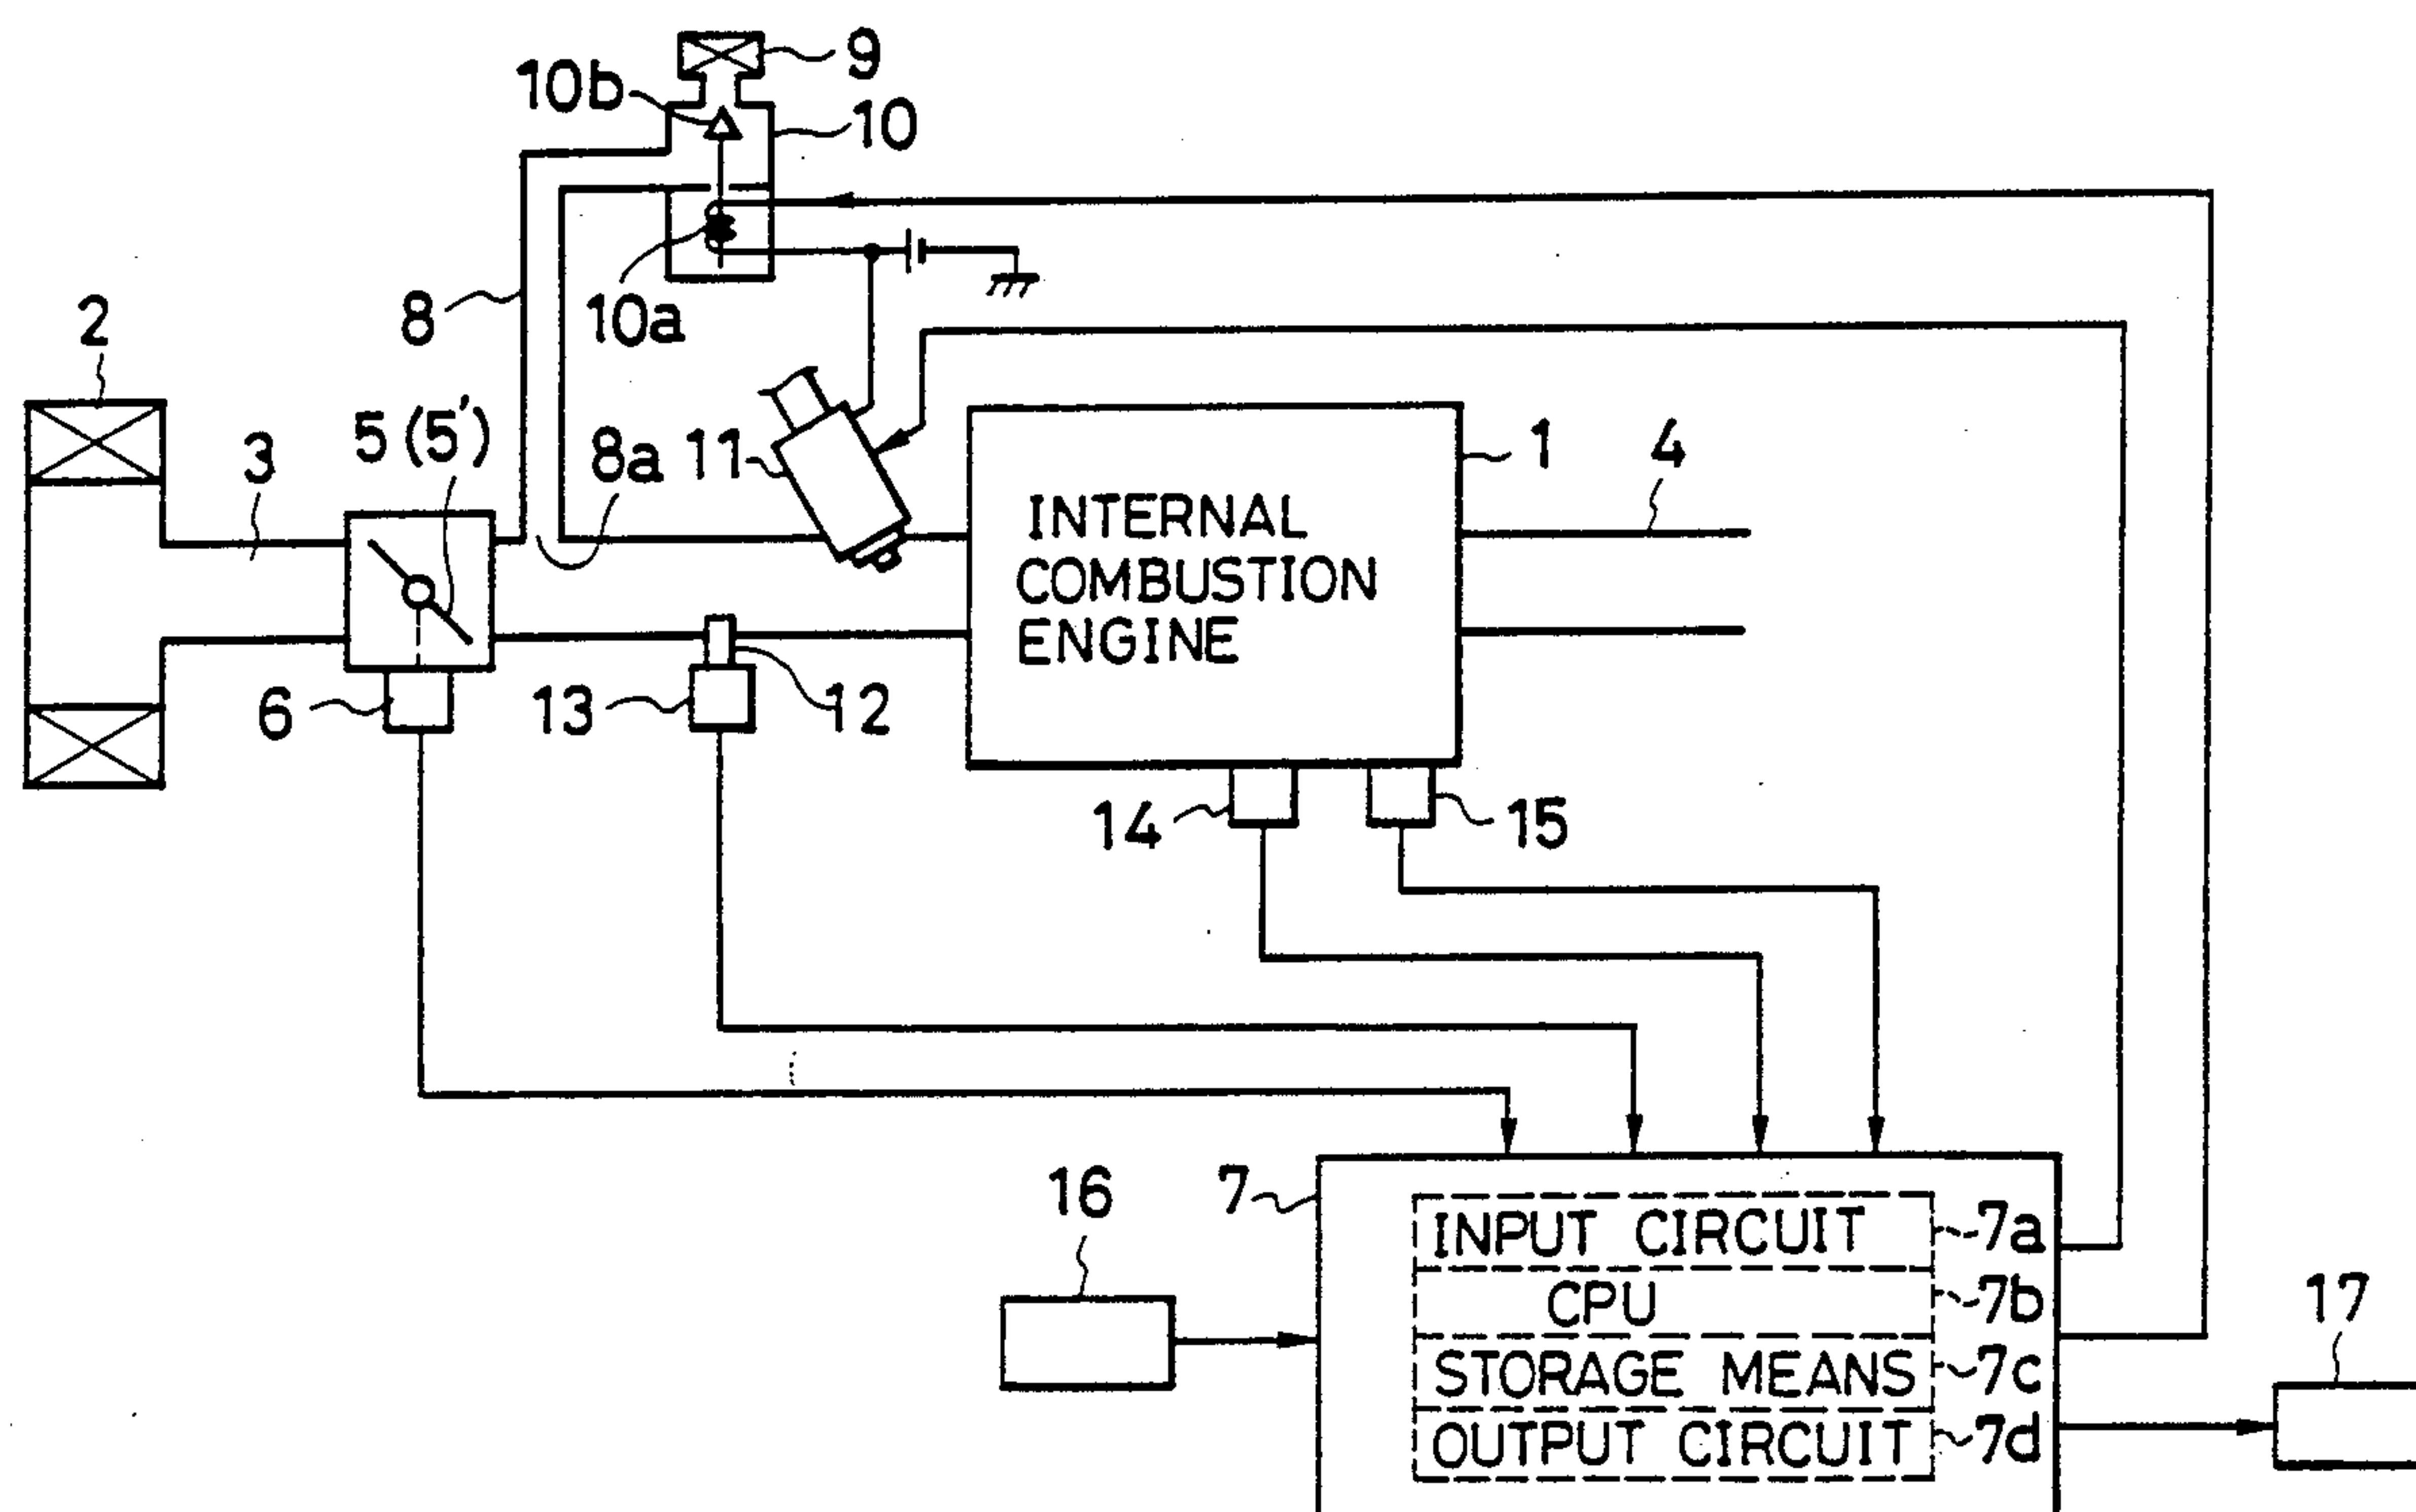 9
10b
10
2
8
10a
5 (5')
3
8a
11
1
4
INTERNAL
COMBUSTION
ENGINE
6
13
12
14
15
16
7
INPUT CIRCUIT
7a
CPU
7b
STORAGE MEANS
7c
OUTPUT CIRCUIT
7d
17